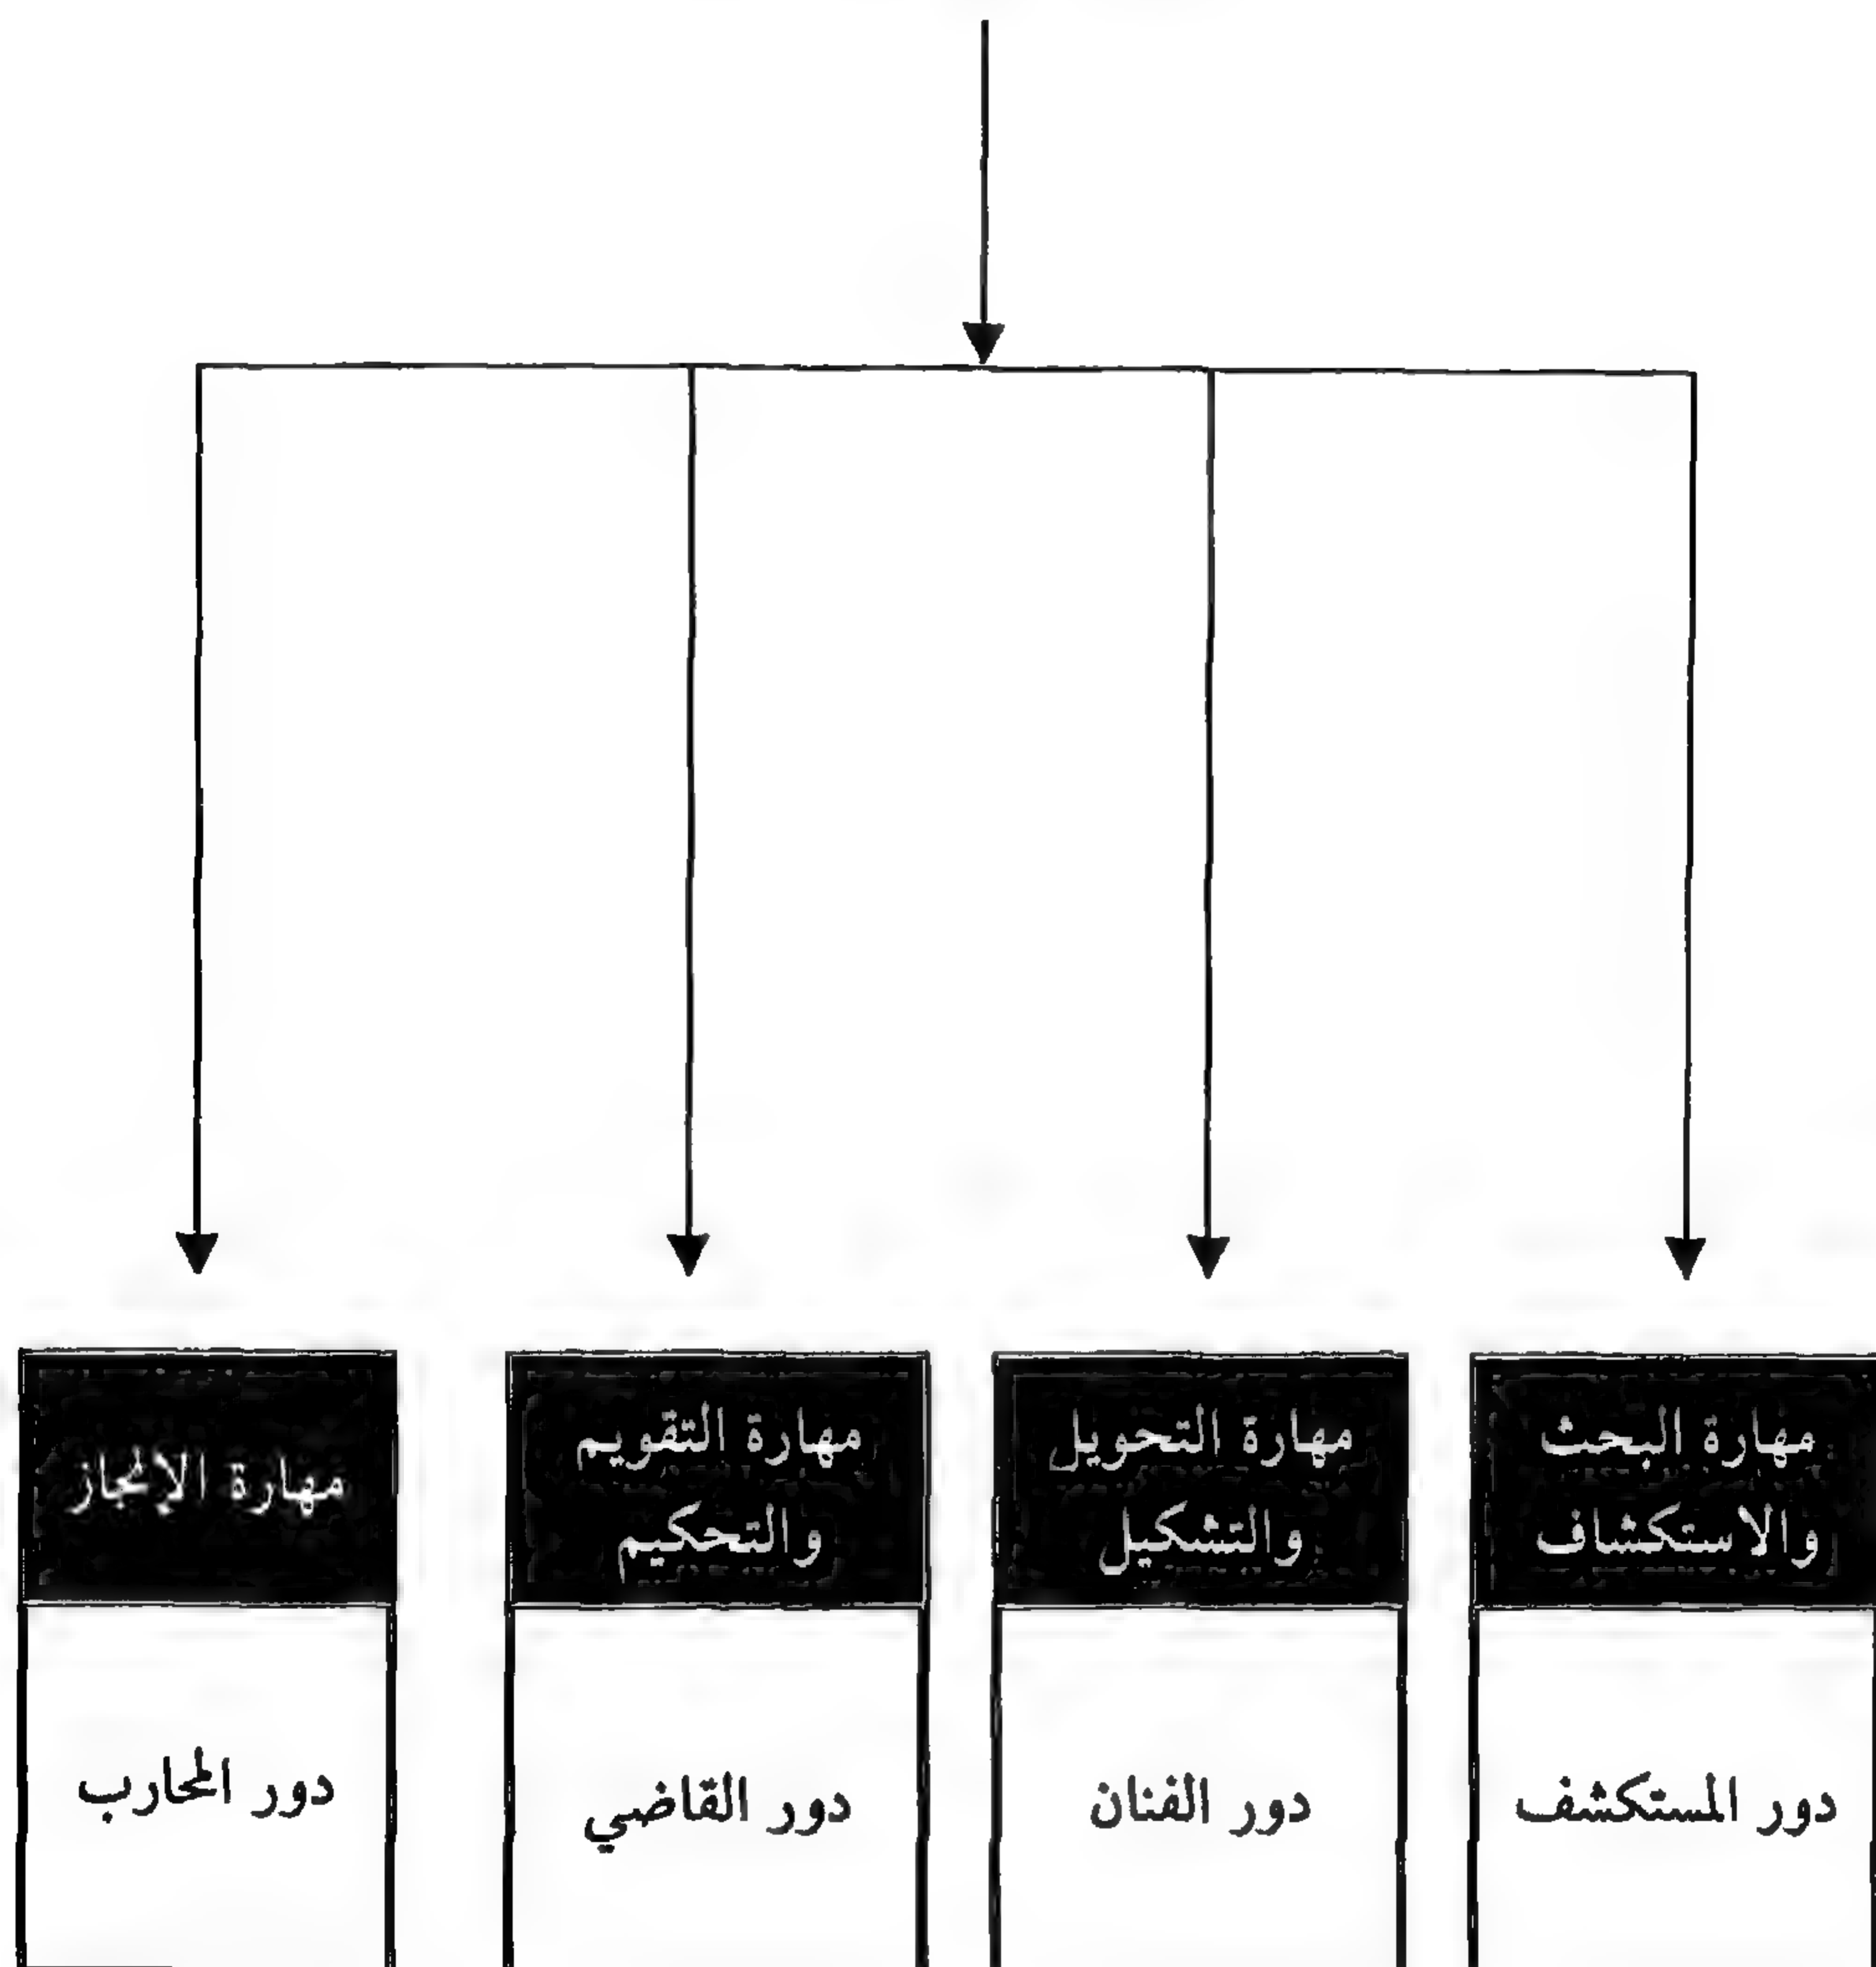 مهارة البحث
والاستكشاف
دور المستكشف
مهارة التحويل
والتشكيل
دور الفنان
مهارة التقويم
والتحكيم
دور القاضي
مهارة الإنجاز
دور المحارب